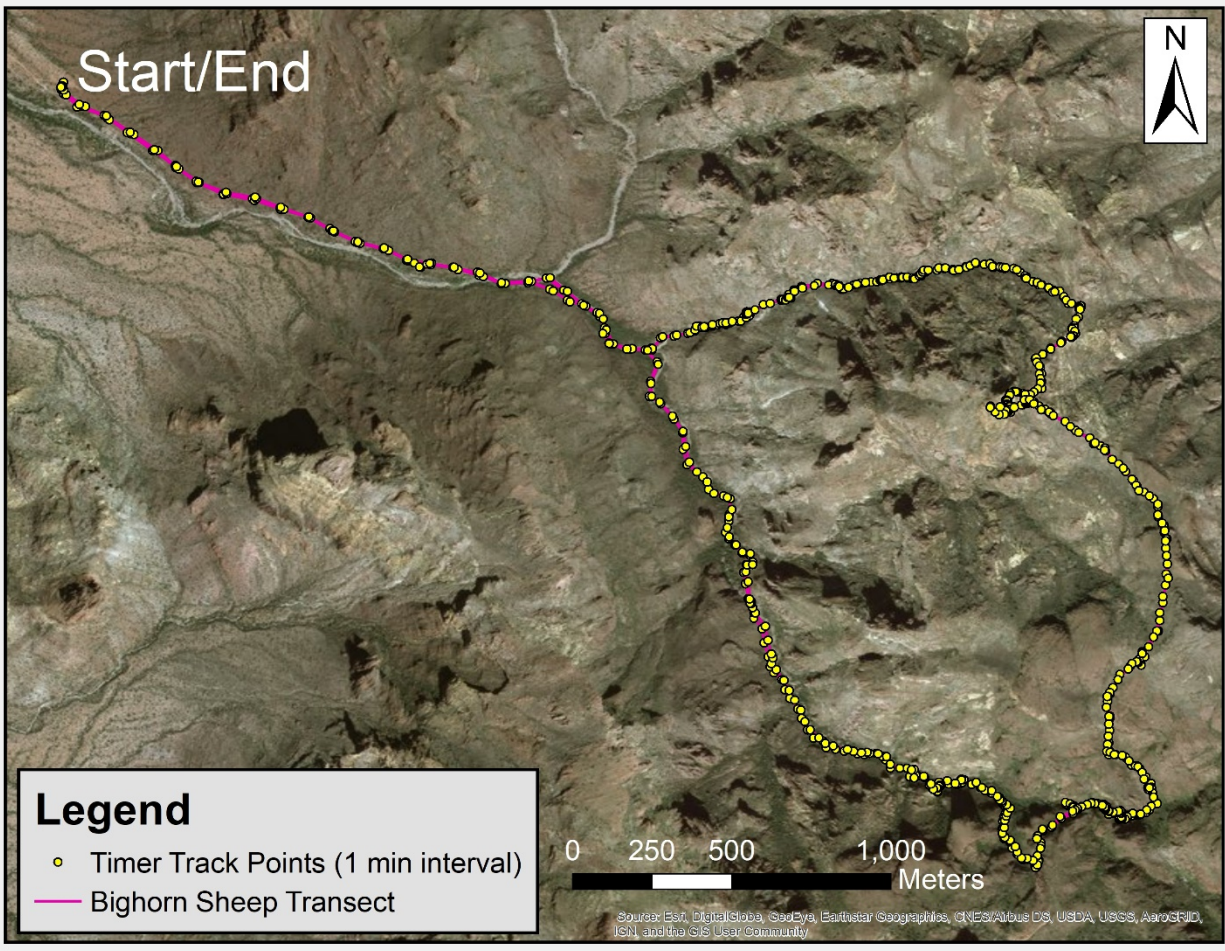 Start/End
N
Legend
Timer Track Points (1 min interval)
Bighorn Sheep Transect
0 250 500 1,000
Meters
Source: Esri, DigitalGlobe, GeoEye, Earthstar Geographics, CNES/Airbus DS, USDA, USGS, AeroGRID,
IGN, and the GIS User Community